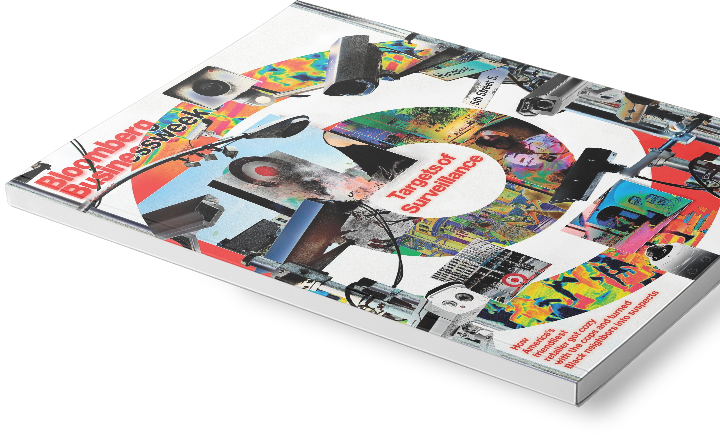 Bloomberg
Businessweek
5th Street S.
Targets of
Surveillance
How
America's
friendliest
retailer got cozy
with the cops and turned
Black neighbors into suspects